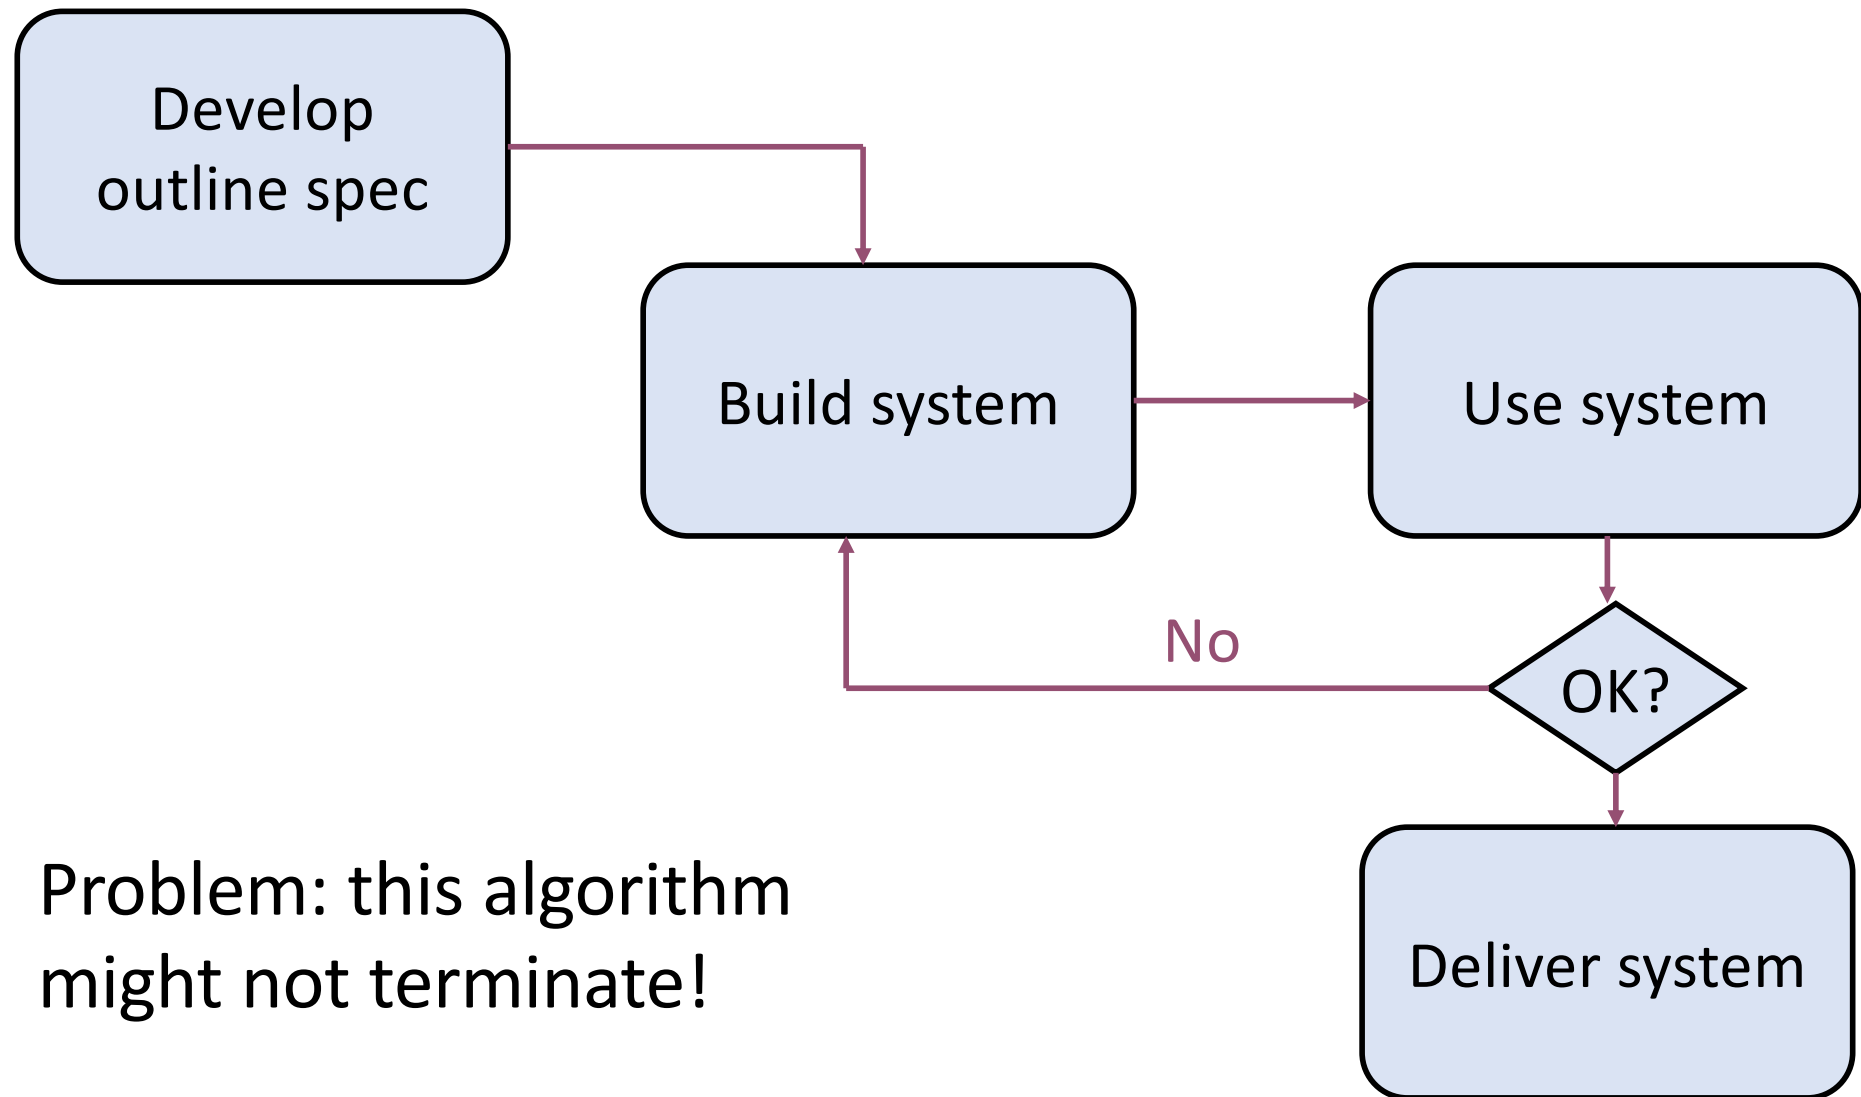 Develop
outline spec
Build system
Use system
No
OK?
Problem: this algorithm
might not terminate!
Deliver system